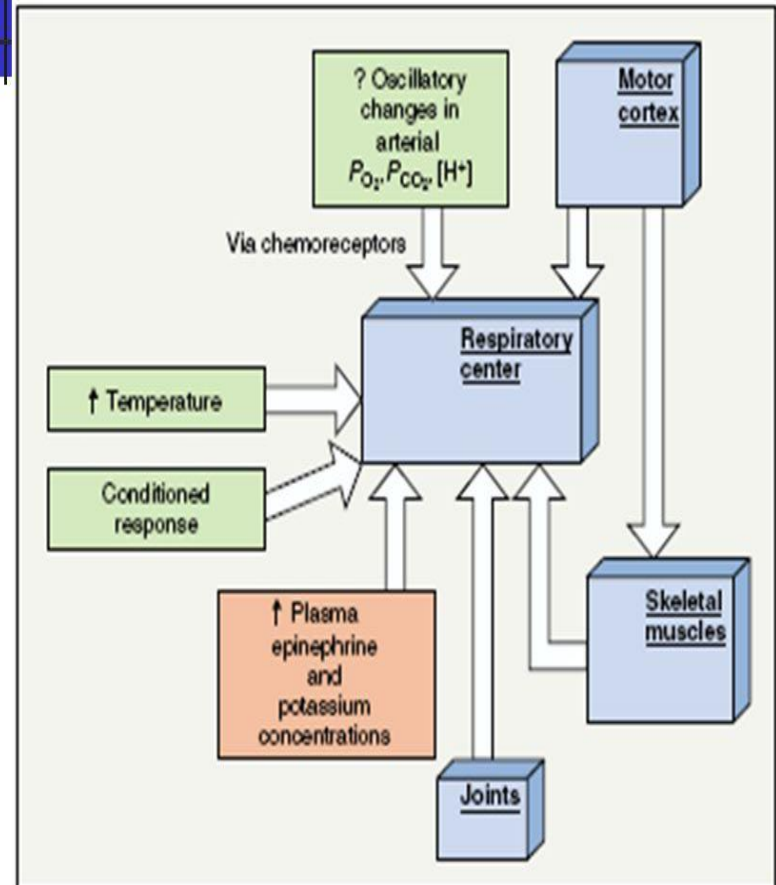 ? Oscillatory
changes in
arterial
PO2, PCO2, [H+]
Motor
cortex
Via chemoreceptors
Respiratory
center
↑ Temperature
Conditioned
response
↑ Plasma
epinephrine
and
potassium
concentrations
Skeletal
muscles
Joints